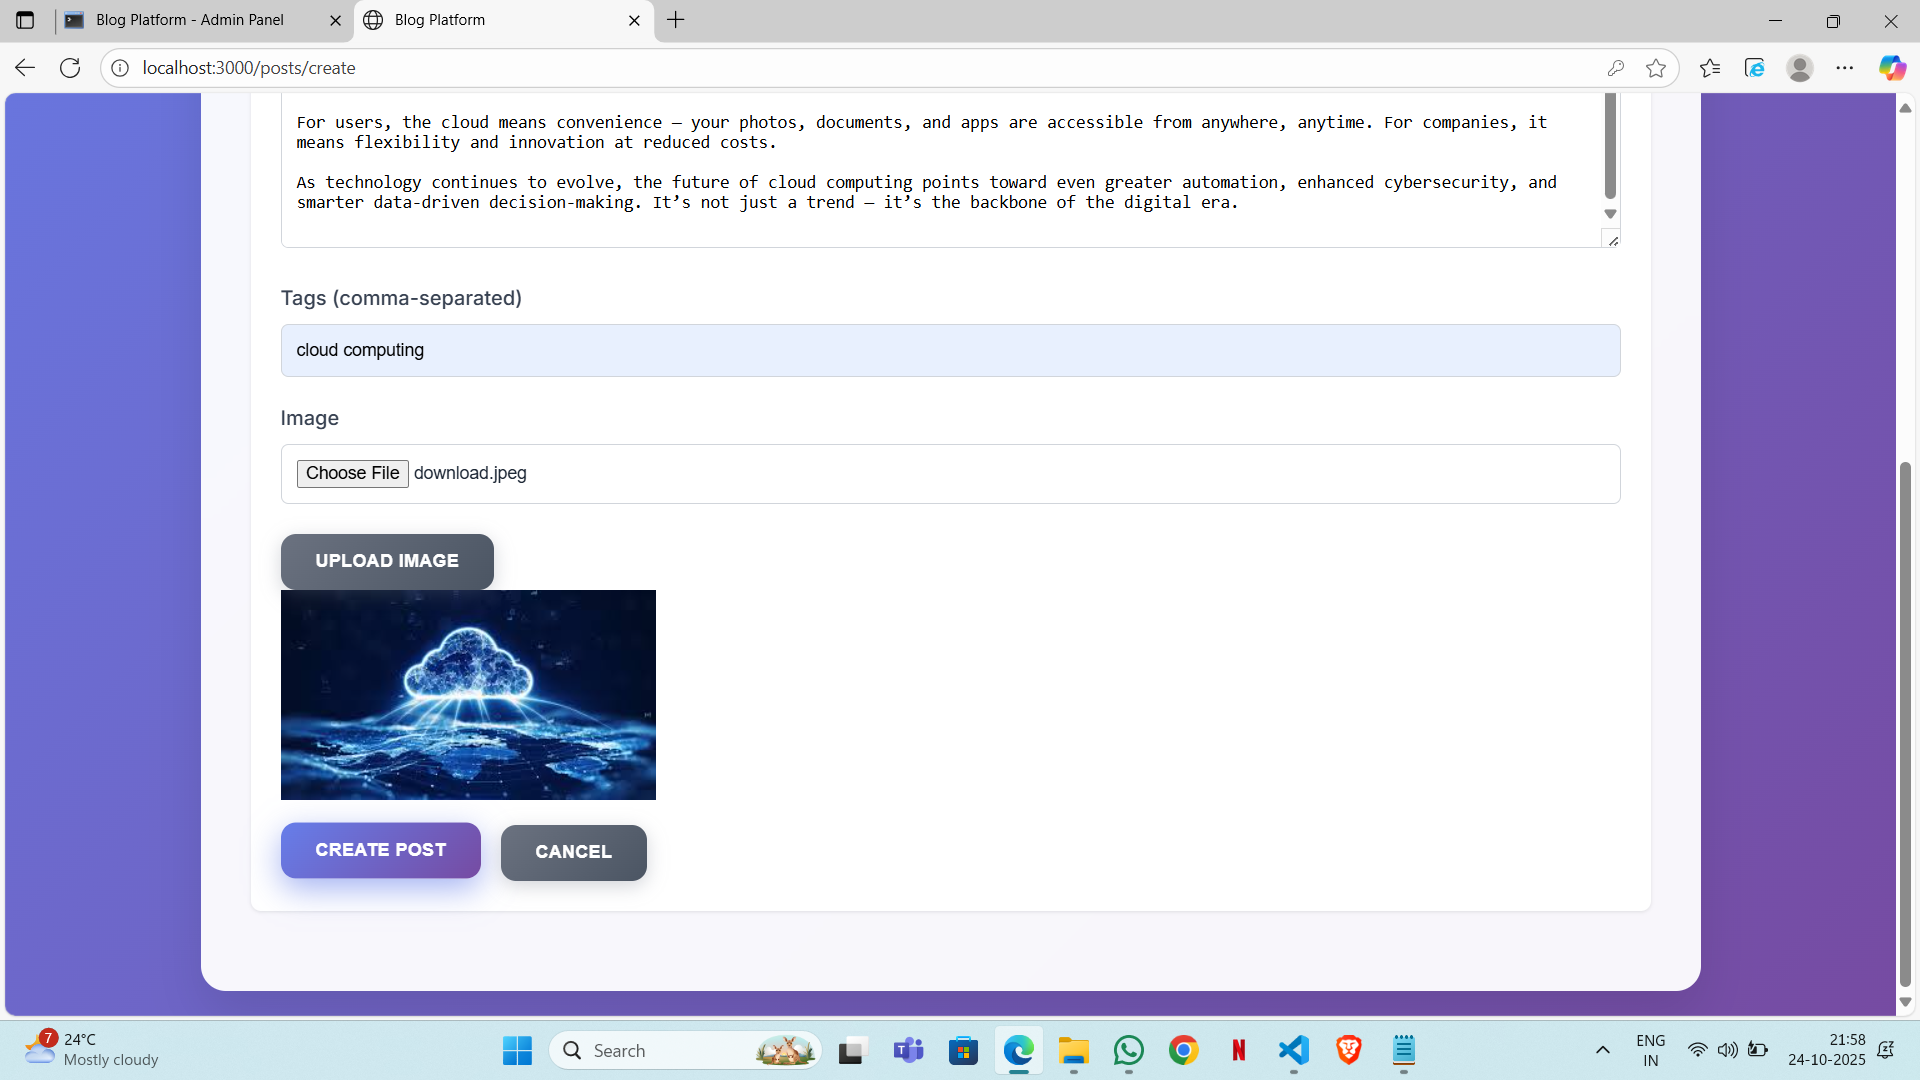 Blog Platform - Admin Panel
Blog Platform
localhost:3000/posts/create
For users, the cloud means convenience — your photos, documents, and apps are accessible from anywhere, anytime. For companies, it
means flexibility and innovation at reduced costs.
As technology continues to evolve, the future of cloud computing points toward even greater automation, enhanced cybersecurity, and
smarter data-driven decision-making. It’s not just a trend — it’s the backbone of the digital era.
Tags (comma-separated)
cloud computing
Image
Choose File download.jpeg
UPLOAD IMAGE
CREATE POST
CANCEL
7
24°C
Mostly cloudy
Search
N
ENG
IN
21:58
24-10-2025